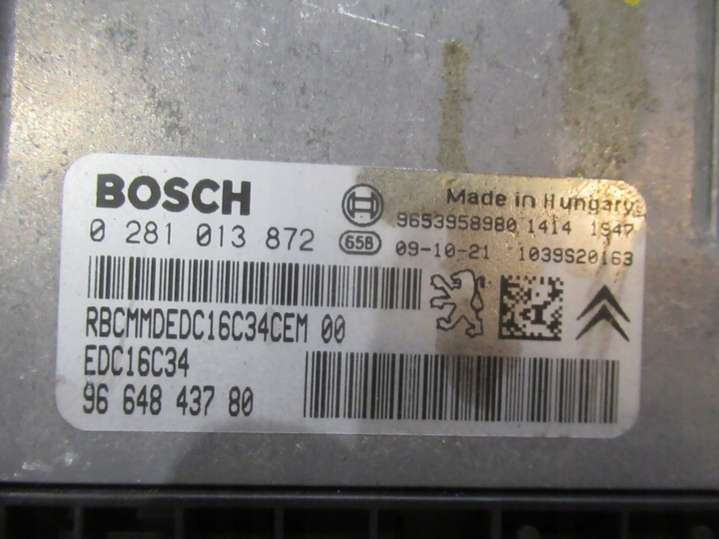 BOSCH
Made in Hungary
0 281 013 872
658
9653958980 1414 1947
09-10-21 1039S20163
RBCMMDEDC16C34CEM 00
EDC16C34
96 648 437 80